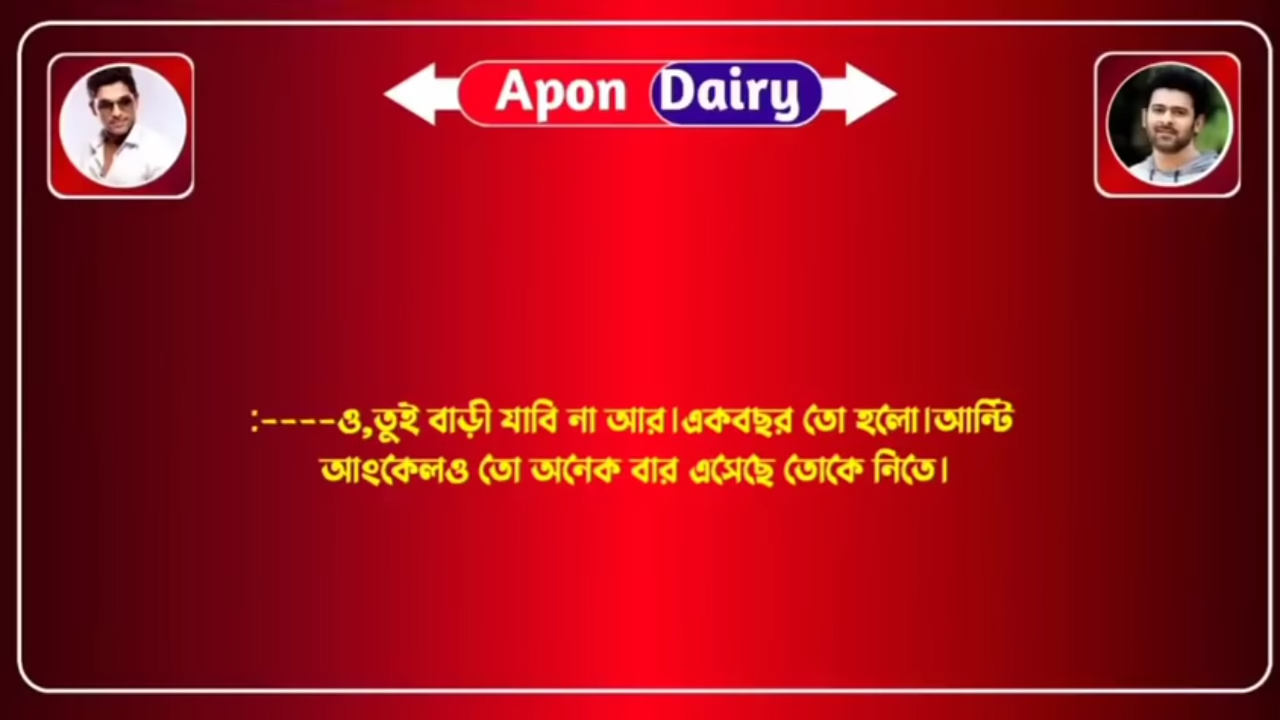 Apon Dairy
:----ও,তুই বাড়ী যাবি না আর।একবছর তো হলো।আন্টি
আংকেলও তো অনেক বার এসেছে তোকে নিতে।